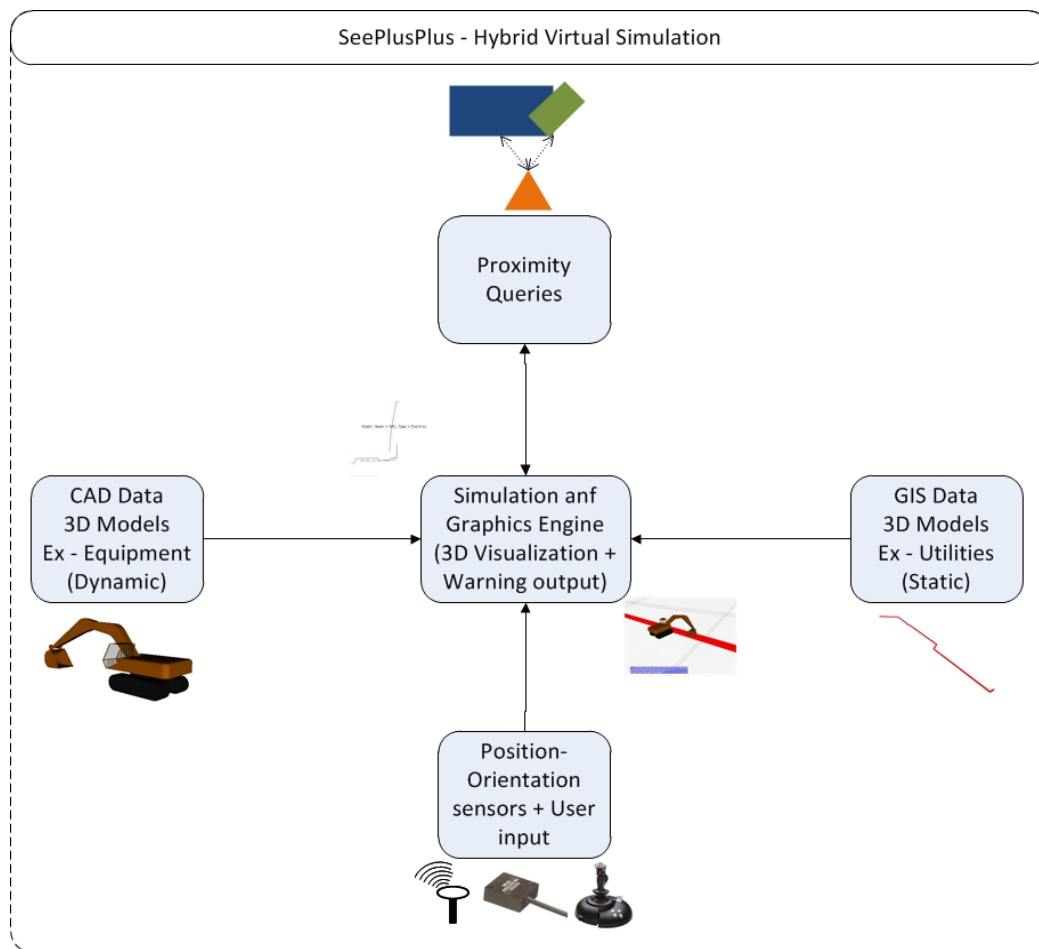 SeePlusPlus - Hybrid Virtual Simulation
Proximity
Queries
CAD Data
3D Models
Ex - Equipment
(Dynamic)
Simulation anf
Graphics Engine
(3D Visualization +
Warning output)
GIS Data
3D Models
Ex - Utilities
(Static)
Position-
Orientation
sensors + User
input